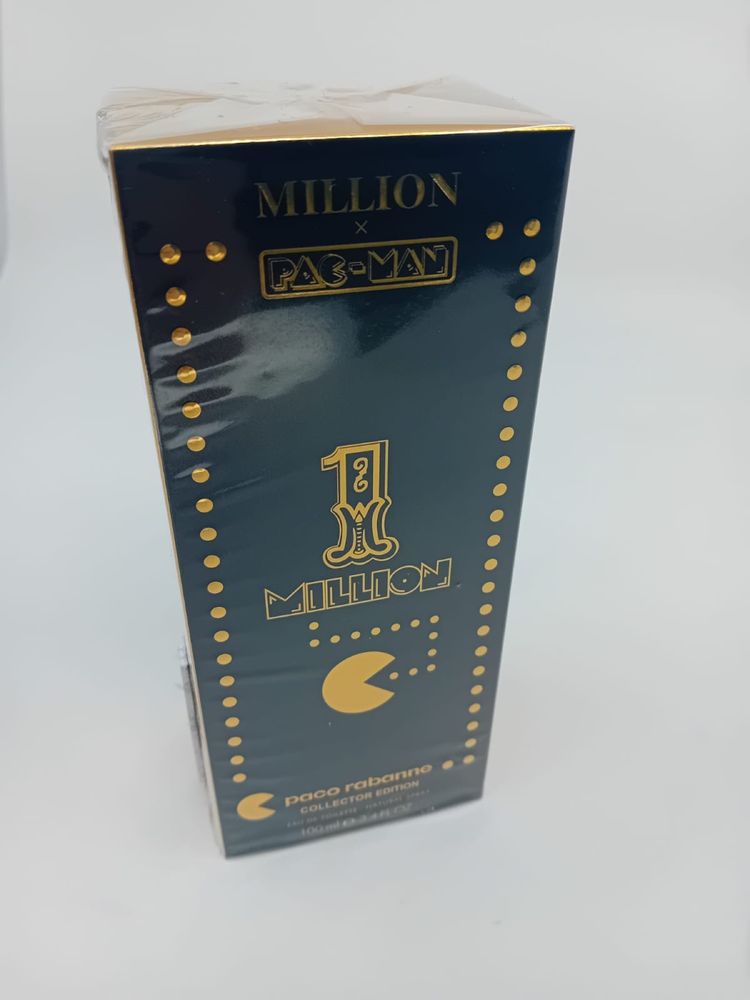 MILLION
×
PAC-MAN
1
MILLION
paco rabanne
COLLECTOR EDITION
EAU DE TOILETTE - NATURAL SPRAY
100 ml ℮ 3.4 FL.OZ